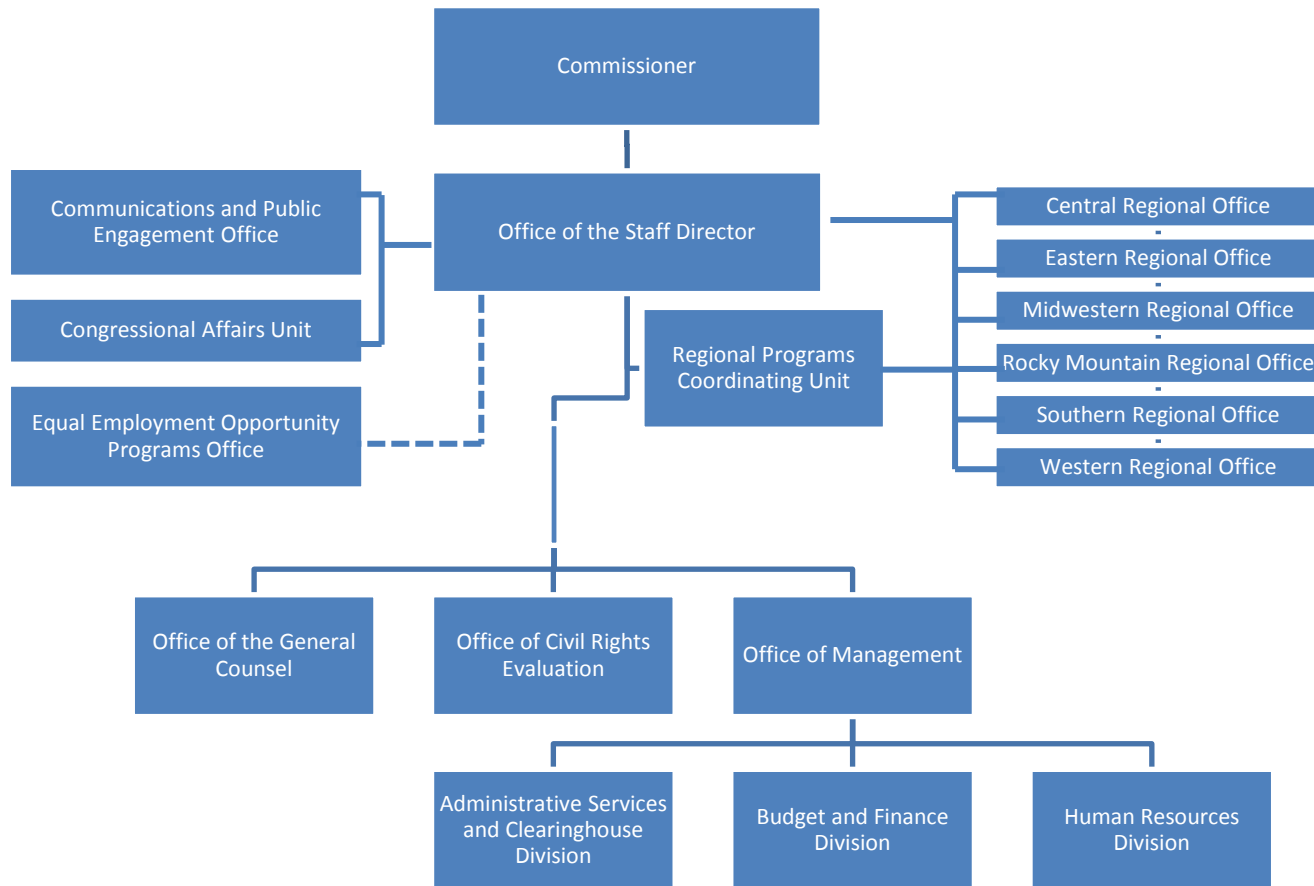 Commissioner
Communications and Public
Engagement Office
Office of the Staff Director
Central Regional Office
Eastern Regional Office
Congressional Affairs Unit
Midwestern Regional Office
Regional Programs
Coordinating Unit
Rocky Mountain Regional Office
Equal Employment Opportunity
Programs Office
Southern Regional Office
Western Regional Office
Office of the General
Counsel
Office of Civil Rights
Evaluation
Office of Management
Administrative Services
and Clearinghouse
Division
Budget and Finance
Division
Human Resources
Division